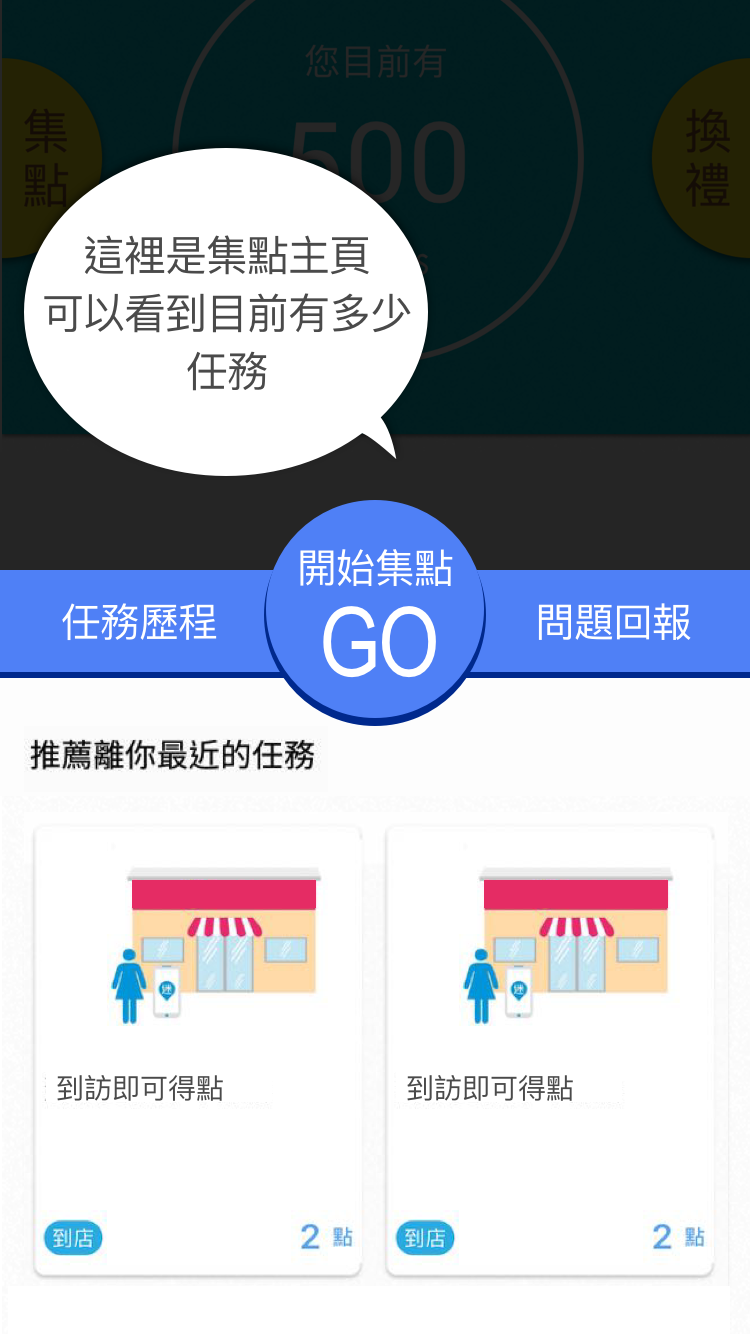 您目前有
500
集點
換禮
這裡是集點主頁
可以看到目前有多少
任務
任務歷程
開始集點
GO
問題回報
推薦離你最近的任務
到訪即可得點
到店
2 點
到訪即可得點
到店
2 點